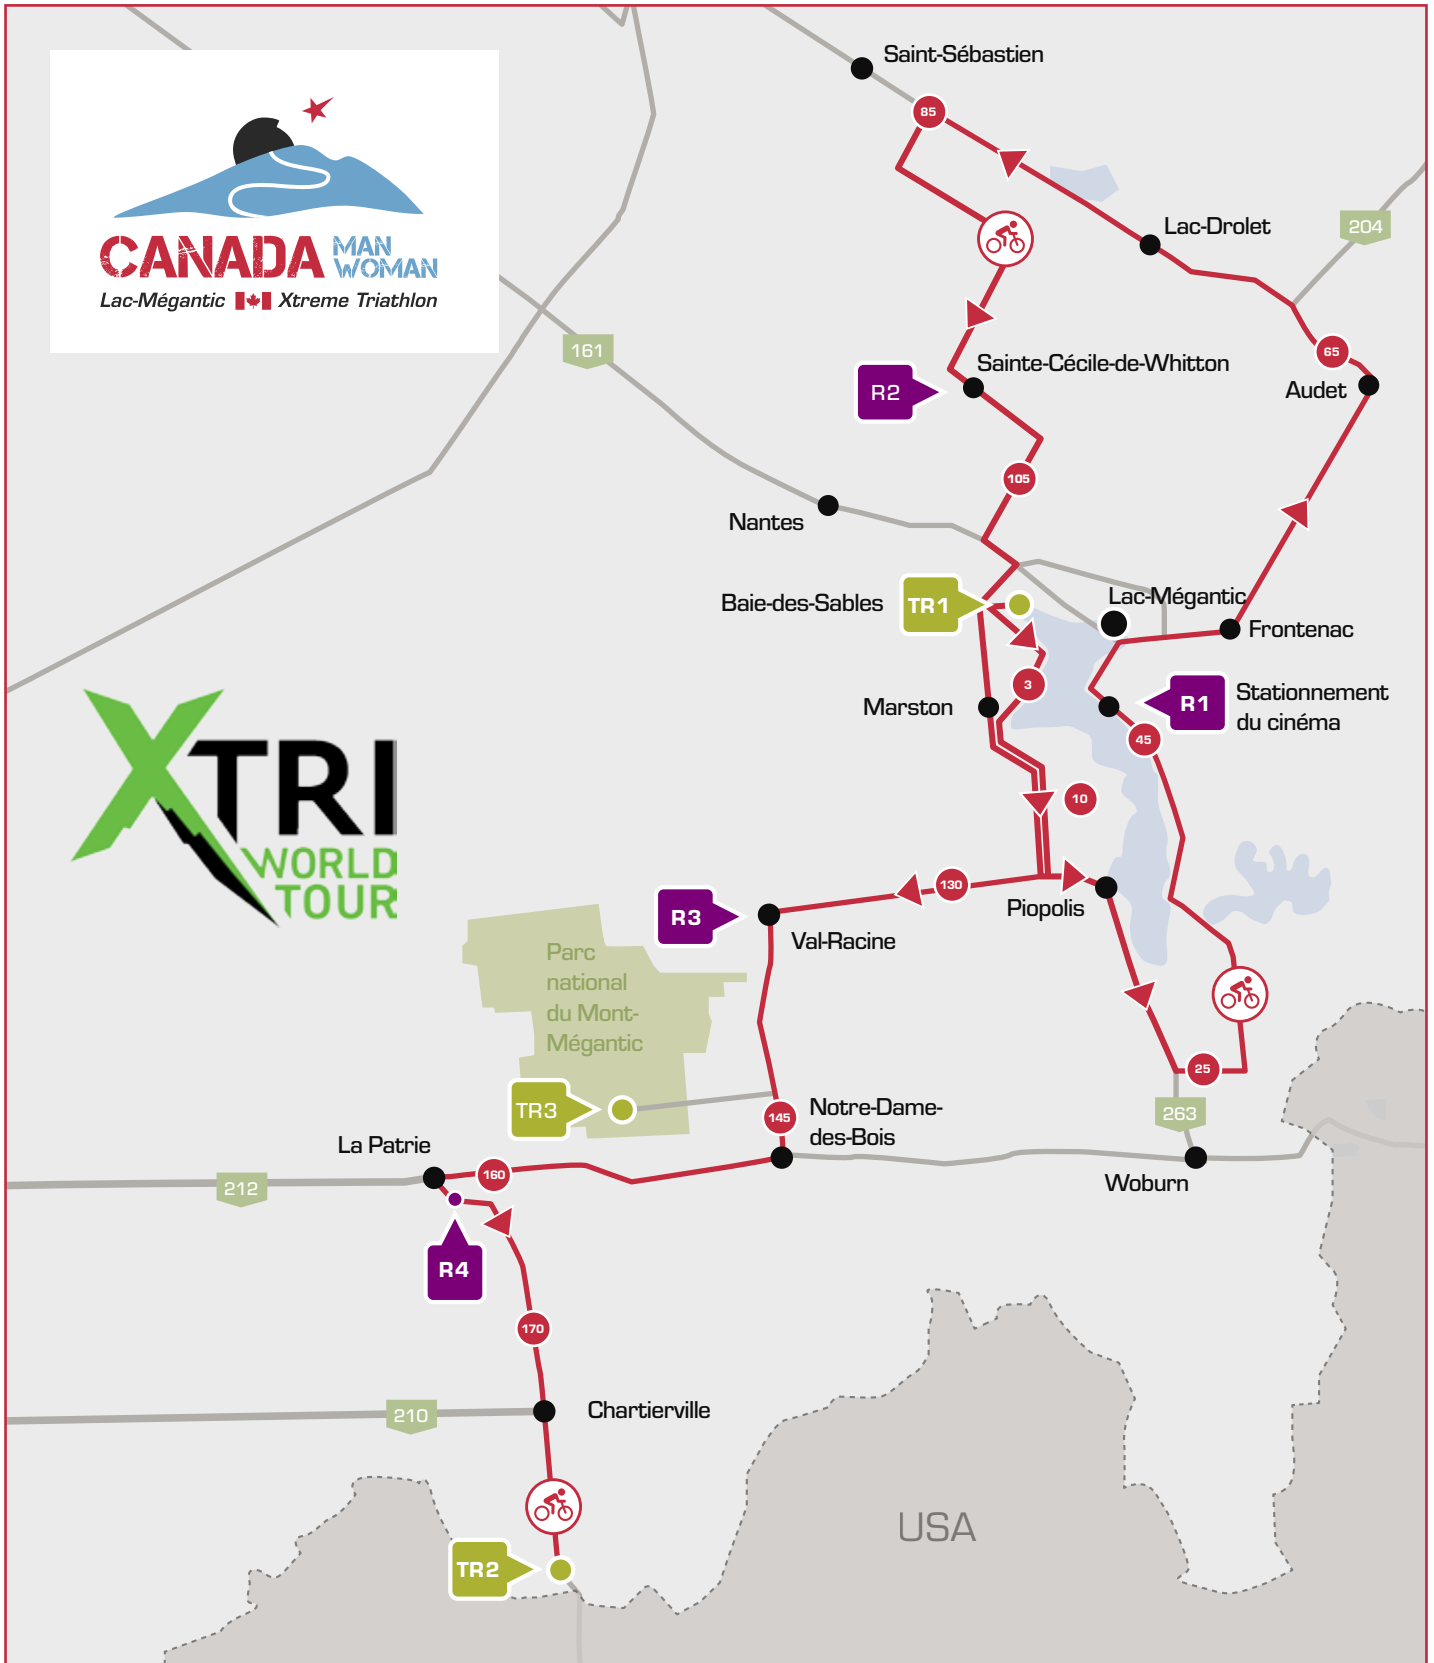 Saint-Sébastien
85
CANADA MAN
WOMAN
Lac-Mégantic Xtreme Triathlon
Lac-Drolet
204
161
65
Sainte-Cécile-de-Whitton
R2
Audet
105
Nantes
Baie-des-Sables
TR1
Lac-Mégantic
Frontenac
3
R1
Stationnement
du cinéma
Marston
45
10
XTRI
WORLD
TOUR
130
Piopolis
R3
Val-Racine
Parc
national
du Mont-
Mégantic
25
TR3
145
Notre-Dame-
des-Bois
263
La Patrie
160
212
Woburn
R4
170
210
Chartierville
USA
TR2